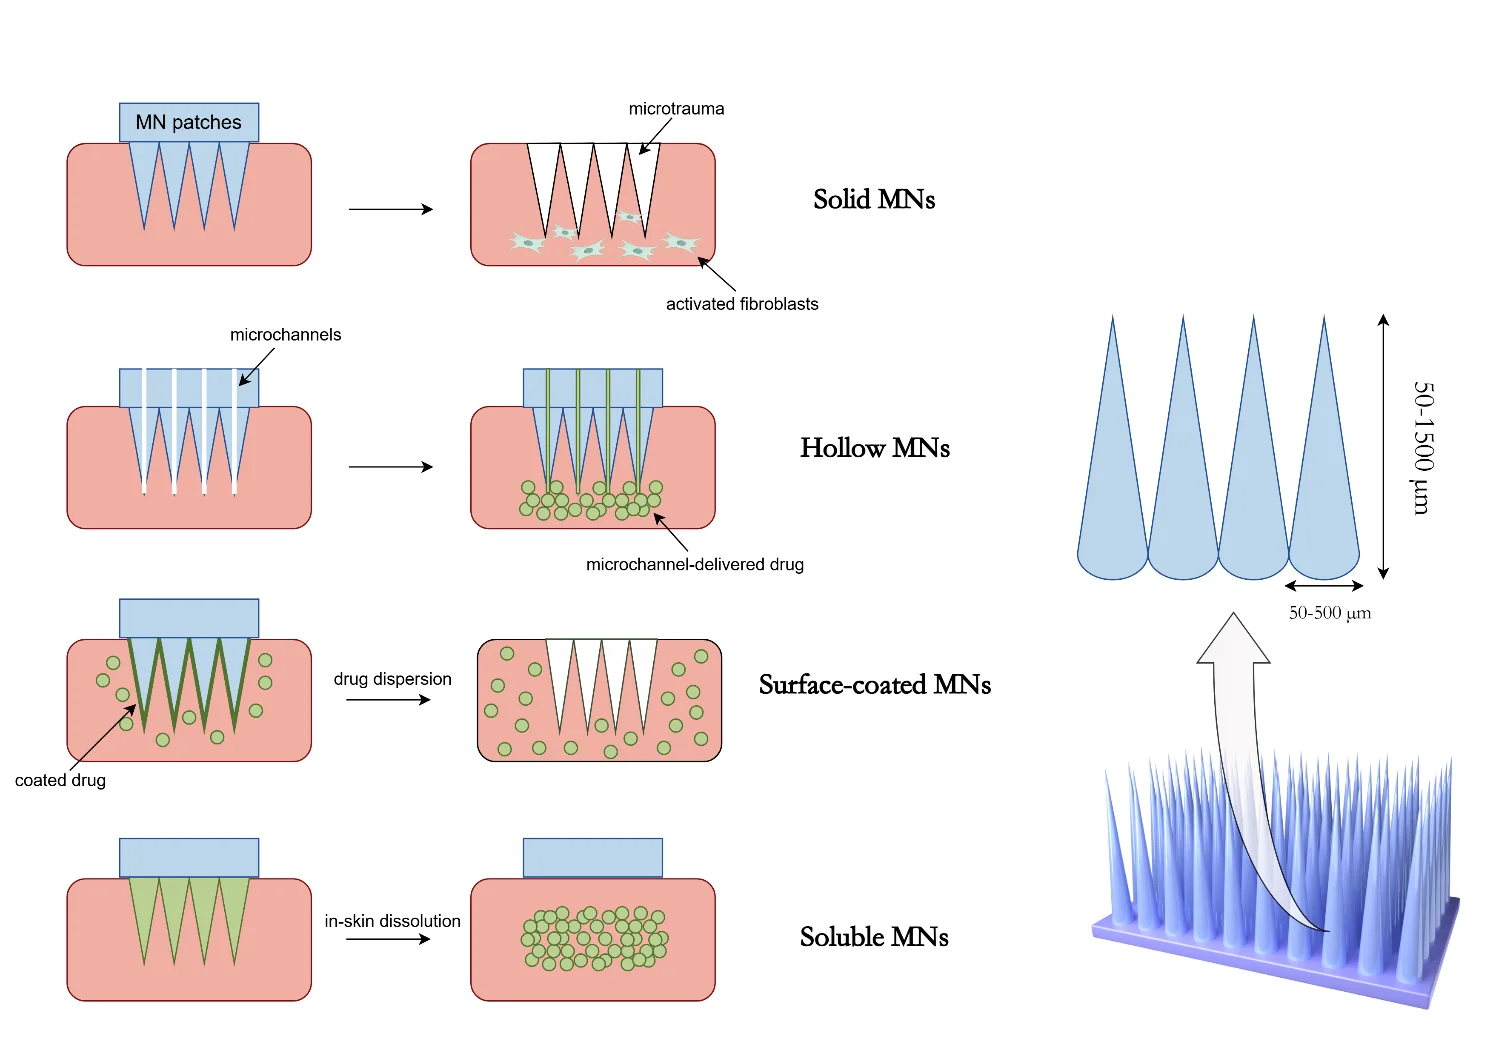 MN patches
microtrauma
Solid MNs
activated fibroblasts
microchannels
Hollow MNs
microchannel-delivered drug
drug dispersion
Surface-coated MNs
coated drug
in-skin dissolution
Soluble MNs
50-1500 μm
50-500 μm